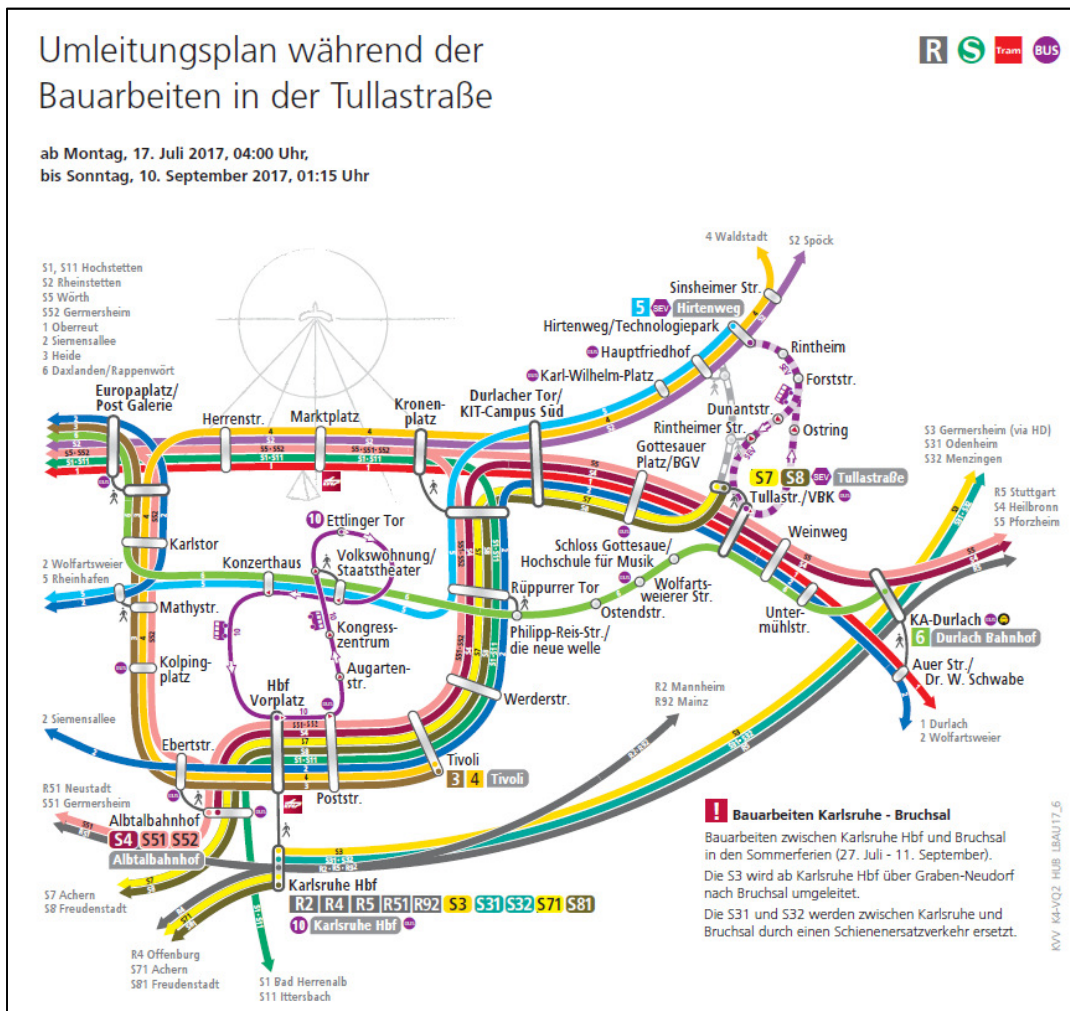 Umleitungsplan während der
Bauarbeiten in der Tullastraße
R S Tram BUS
ab Montag, 17. Juli 2017, 04:00 Uhr,
bis Sonntag, 10. September 2017, 01:15 Uhr
S1, S11 Hochstetten
S2 Rheinstetten
S5 Wörth
S52 Germersheim
1 Oberreut
2 Siemensallee
3 Heide
6 Daxlanden/Rappenwört
4 Waldstadt
S2 Spöck
Sinsheimer Str.
5 SEV Hirtenweg
Hirtenweg/Technologiepark
BUS Hauptfriedhof
BUS Karl-Wilhelm-Platz
Rintheim
Forststr.
Dunantstr.
Rintheimer Str.
Ostring
Europaplatz/
Post Galerie
Herrenstr.
Marktplatz
Kronen-
platz
Durlacher Tor/
KIT-Campus Süd
Gottesauer
Platz/BGV
S7 S8 SEV Tullastraße
Tullastr./VBK BUS
S3 Germersheim (via HD)
S31 Odenheim
S32 Menzingen
R5 Stuttgart
S4 Heilbronn
S5 Pforzheim
Weinweg
10 Ettlinger Tor
Karlstor
Konzerthaus
Volkswohnung/
Staatstheater
Schloss Gottesaue/
Hochschule für Musik
2 Wolfartsweier
5 Rheinhafen
Mathystr.
Rüppurrer Tor
Wolfarts-
weierer Str.
Ostendstr.
Unter-
mühlstr.
KA-Durlach BUS
6 Durlach Bahnhof
Kongress-
zentrum
Philipp-Reis-Str./
die neue welle
BUS Kolping-
platz
Augarten-
str.
Auer Str./
Dr. W. Schwabe
Hbf
Vorplatz
Werderstr.
R2 Mannheim
R92 Mainz
1 Durlach
2 Wolfartsweier
2 Siemensallee
Ebertstr.
Tivoli
3 4 Tivoli
Poststr.
R51 Neustadt
S51 Germersheim
Albtalbahnhof
S4 S51 S52
Albtalbahnhof
S7 Achern
S8 Freudenstadt
Karlsruhe Hbf
R2 R4 R5 R51 R92 S3 S31 S32 S71 S81
10 Karlsruhe Hbf BUS
R4 Offenburg
S71 Achern
S81 Freudenstadt
S1 Bad Herrenalb
S11 Ittersbach
! Bauarbeiten Karlsruhe - Bruchsal
Bauarbeiten zwischen Karlsruhe Hbf und Bruchsal
in den Sommerferien (27. Juli - 11. September).
Die S3 wird ab Karlsruhe Hbf über Graben-Neudorf
nach Bruchsal umgeleitet.
Die S31 und S32 werden zwischen Karlsruhe und
Bruchsal durch einen Schienenersatzverkehr ersetzt.
KVV K4-VQ2 HUB LBAU17_6